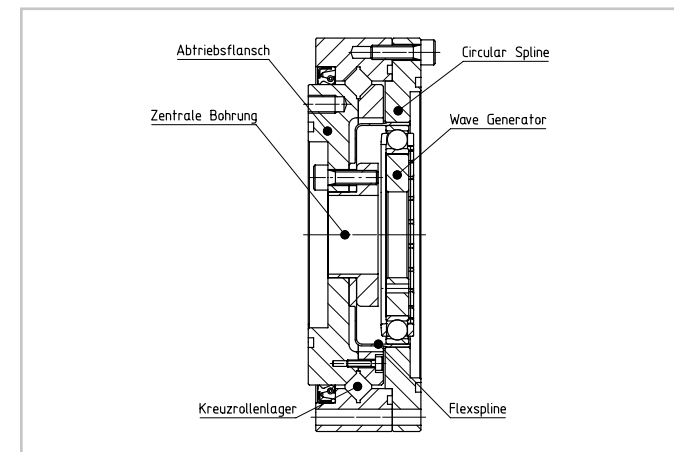 Abtriebsflansch
Circular Spline
Zentrale Bohrung
Wave Generator
Kreuzrollenlager
Flexspline